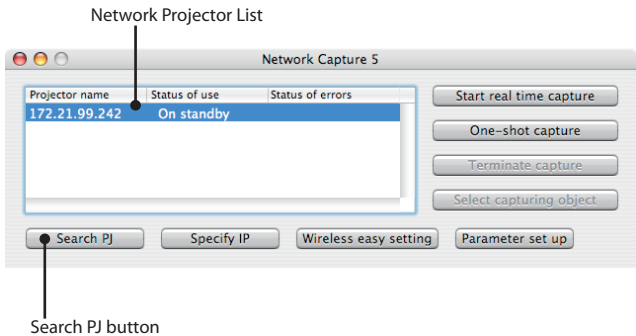 Network Projector List
Network Capture 5
Projector name Status of use Status of errors
172.21.99.242 On standby
Start real time capture
One-shot capture
Terminate capture
Select capturing object
Search PJ Specify IP Wireless easy setting Parameter set up
Search PJ button